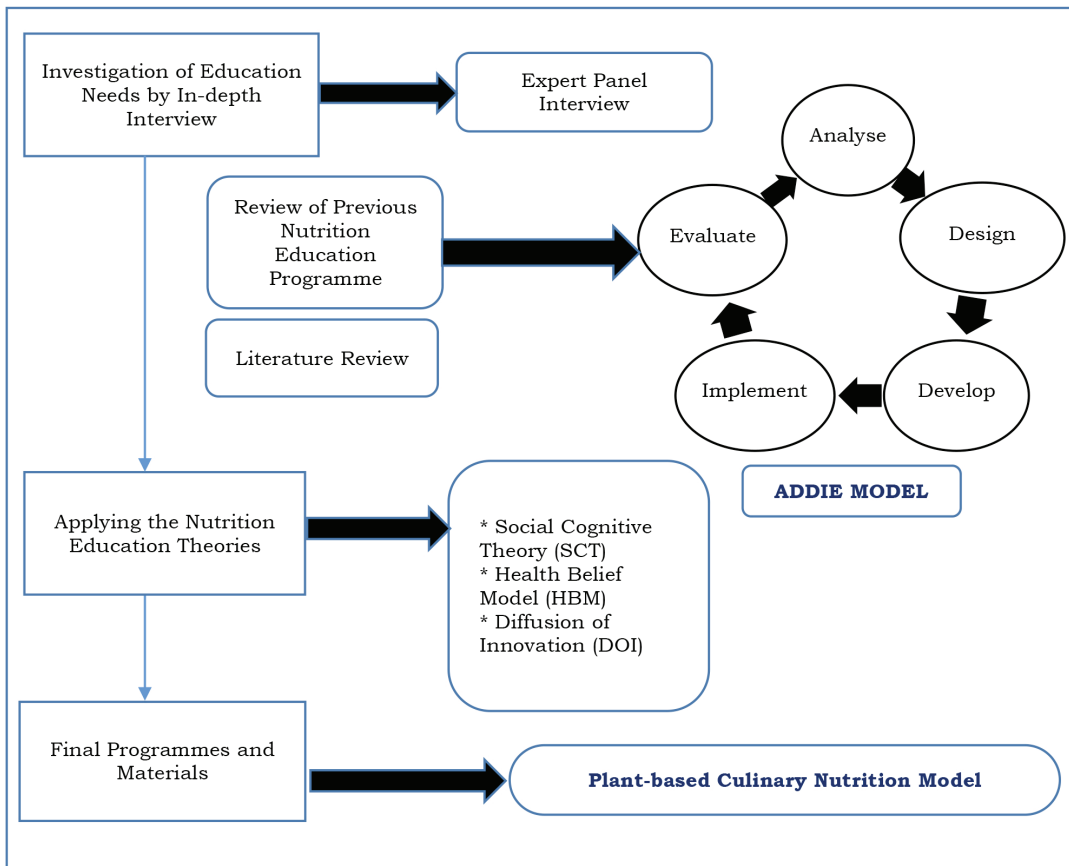 Investigation of Education
Needs by In-depth
Interview
Expert Panel
Interview
Analyse
Review of Previous
Nutrition
Education
Programme
Evaluate
Design
Literature Review
Implement
Develop
ADDIE MODEL
Applying the Nutrition
Education Theories
* Social Cognitive
Theory (SCT)
* Health Belief
Model (HBM)
* Diffusion of
Innovation (DOI)
Final Programmes and
Materials
Plant-based Culinary Nutrition Model